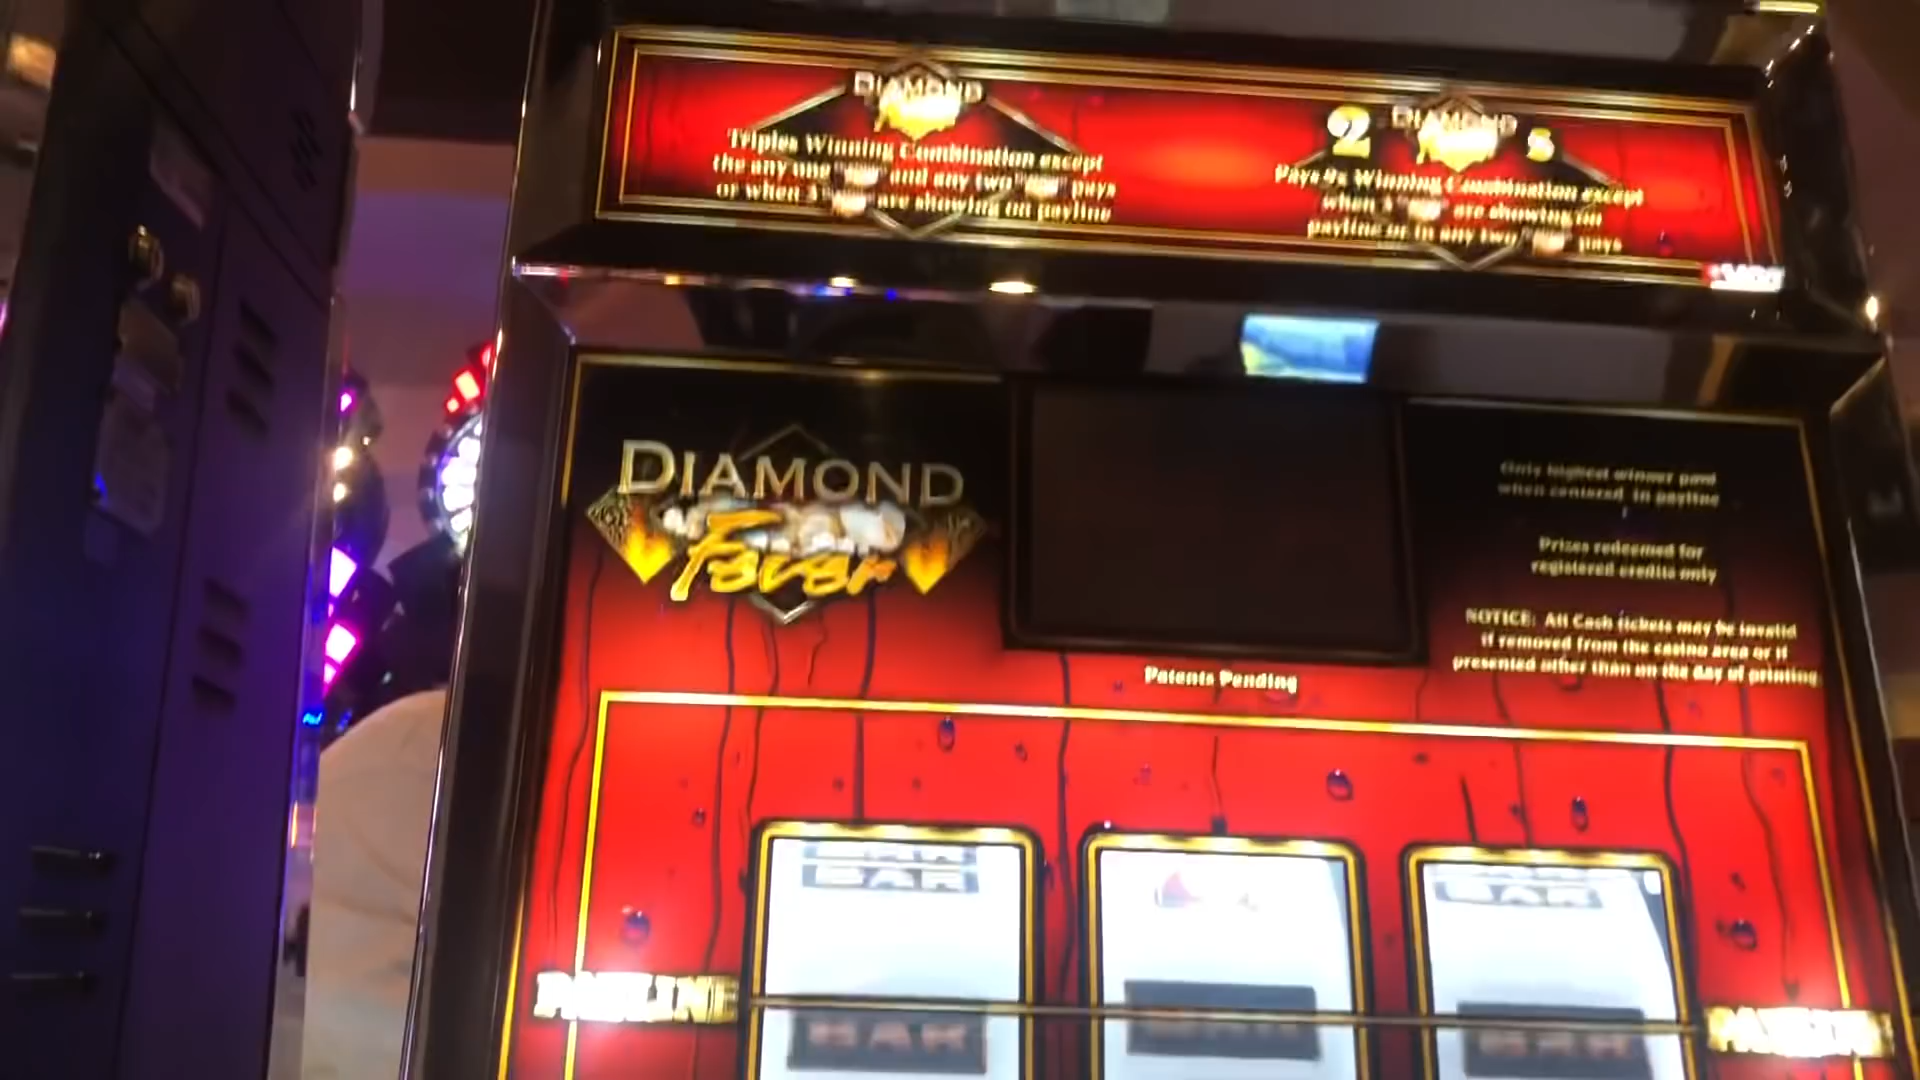 DIAMOND
Triples Winning Combination except
the any one and any two pays
or when 3 are showing on payline
2 DIAMOND s
Pays 9x Winning Combination except
when 3 are showing on
payline or in any two pays
DIAMOND
Fever
Only highest winner paid
when centered in payline
Prizes redeemed for
registered credits only
NOTICE: All Cash tickets may be invalid
if removed from the casino area or if
presented other than on the day of printing
Patents Pending
BAR
BAR
PAYLINE
BAR
BAR
PAYLINE